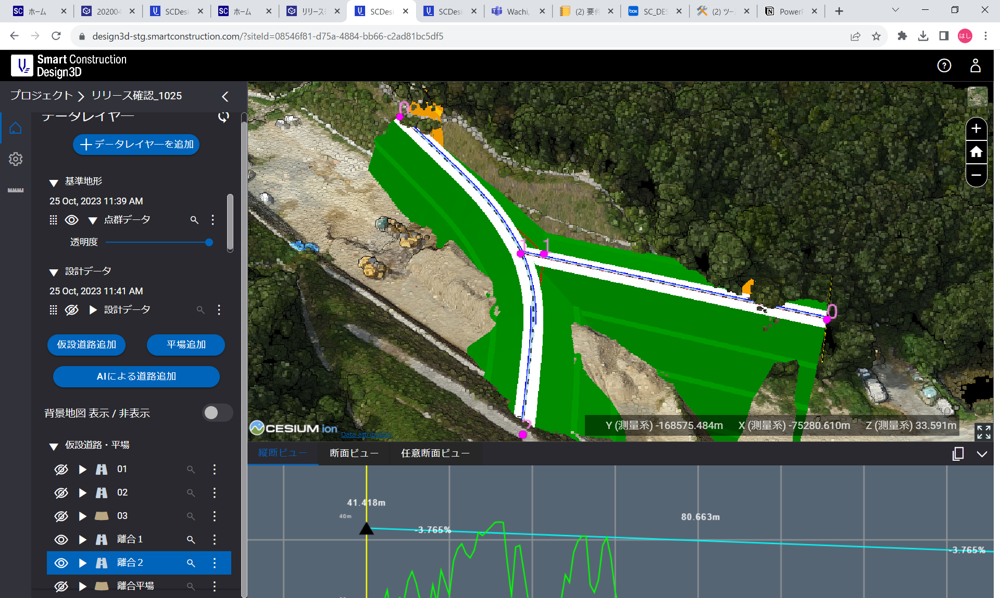 ホーム
202004
SCDesi
ホーム
リリース確
SCDesi
SCDesi
Wachi,
(2) 要件
SC_DES
(2) ツー
PowerP
design3d-stg.smartconstruction.com/?siteId=08546f81-d75a-4884-bb66-c2ad81bc5df5
はし
Smart Construction
Design3D
プロジェクト > リリース確認_1025
データレイヤー
+データレイヤーを追加
基準地形
25 Oct, 2023 11:39 AM
点群データ
透明度
設計データ
25 Oct, 2023 11:41 AM
設計データ
仮設道路追加
平場追加
AIによる道路追加
背景地図 表示 / 非表示
仮設道路・平場
01
02
03
離合１
離合２
離合平場
0
1
1
0
2
CESIUM ion
Data attribution
Y (測量系) -168575.484m X (測量系) -75280.610m Z (測量系) 33.591m
縦断ビュー
断面ビュー
任意断面ビュー
41.418m
40m
-3.765%
80.663m
-3.765%